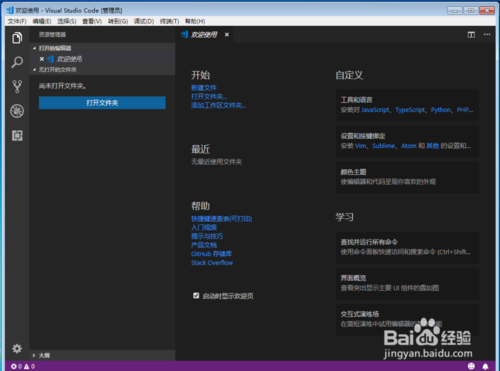 欢迎使用 - Visual Studio Code [管理员]
文件(F) 编辑(E) 选择(S) 查看(V) 转到(G) 调试(D) 终端(T) 帮助(H)
资源管理器
打开的编辑器
欢迎使用
无打开的文件夹
尚未打开文件夹。
打开文件夹
大纲
欢迎使用
开始
新建文件
打开文件夹...
添加工作区文件夹...
最近
无最近使用文件夹
帮助
快捷键速查表(可打印)
入门视频
提示与技巧
产品文档
GitHub 存储库
Stack Overflow
启动时显示欢迎页
自定义
工具和语言
安装对 JavaScript、TypeScript、Python、PHP...
设置和按键绑定
安装 Vim、Sublime、Atom 和 其他 的设置和...
颜色主题
使编辑器和代码呈现你喜欢的外观
学习
查找并运行所有命令
使用命令面板快速访问和搜索命令 (Ctrl+Shift...
界面概览
查看突出显示主要 UI 组件的叠加图
交互式演练场
在简短演练中试用编辑器的
Baidu 经验
jingyan.baidu.com
0 0